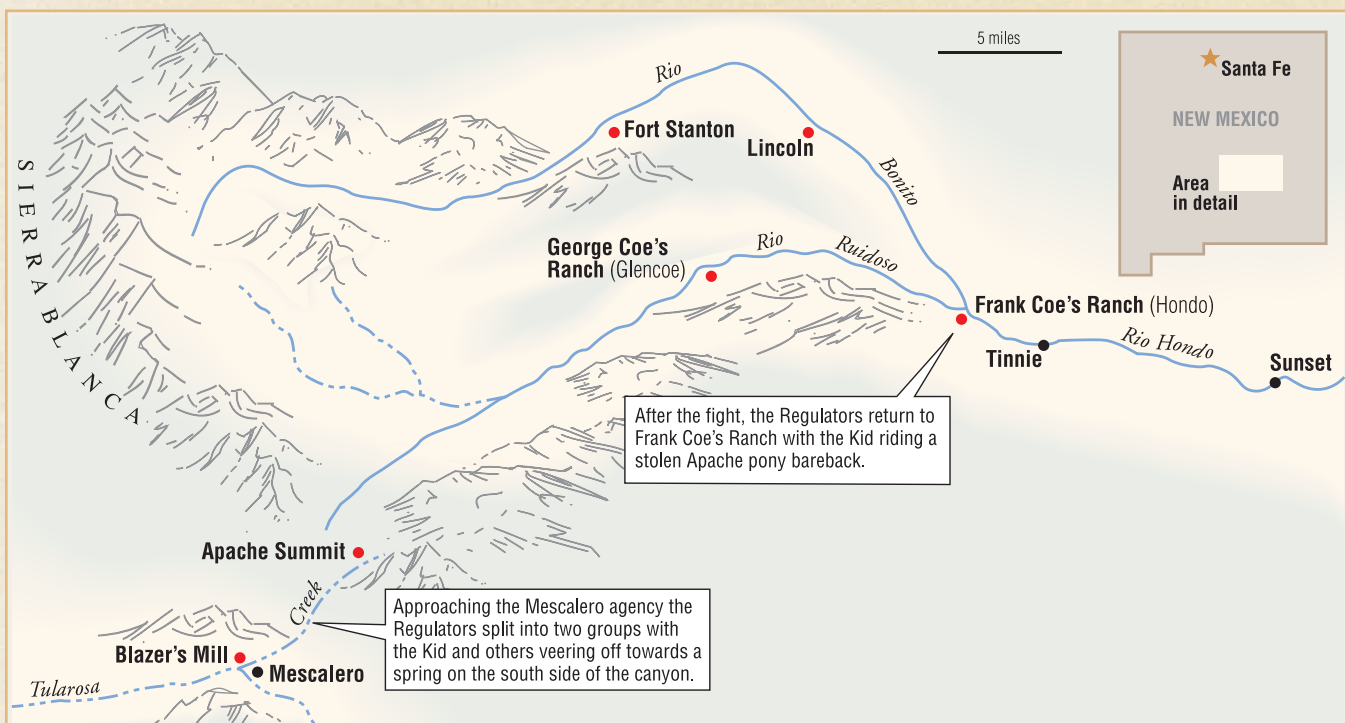 5 miles
Santa Fe
NEW MEXICO
Area
in detail
Rio
Bonito
Fort Stanton
Lincoln
SIERRA BLANCA
George Coe's
Ranch (Glencoe)
Rio
Ruidoso
Frank Coe's Ranch (Hondo)
Tinnie
Rio Hondo
Sunset
After the fight, the Regulators return to
Frank Coe's Ranch with the Kid riding a
stolen Apache pony bareback.
Apache Summit
Creek
Approaching the Mescalero agency the
Regulators split into two groups with
the Kid and others veering off towards a
spring on the south side of the canyon.
Blazer's Mill
Mescalero
Tularosa